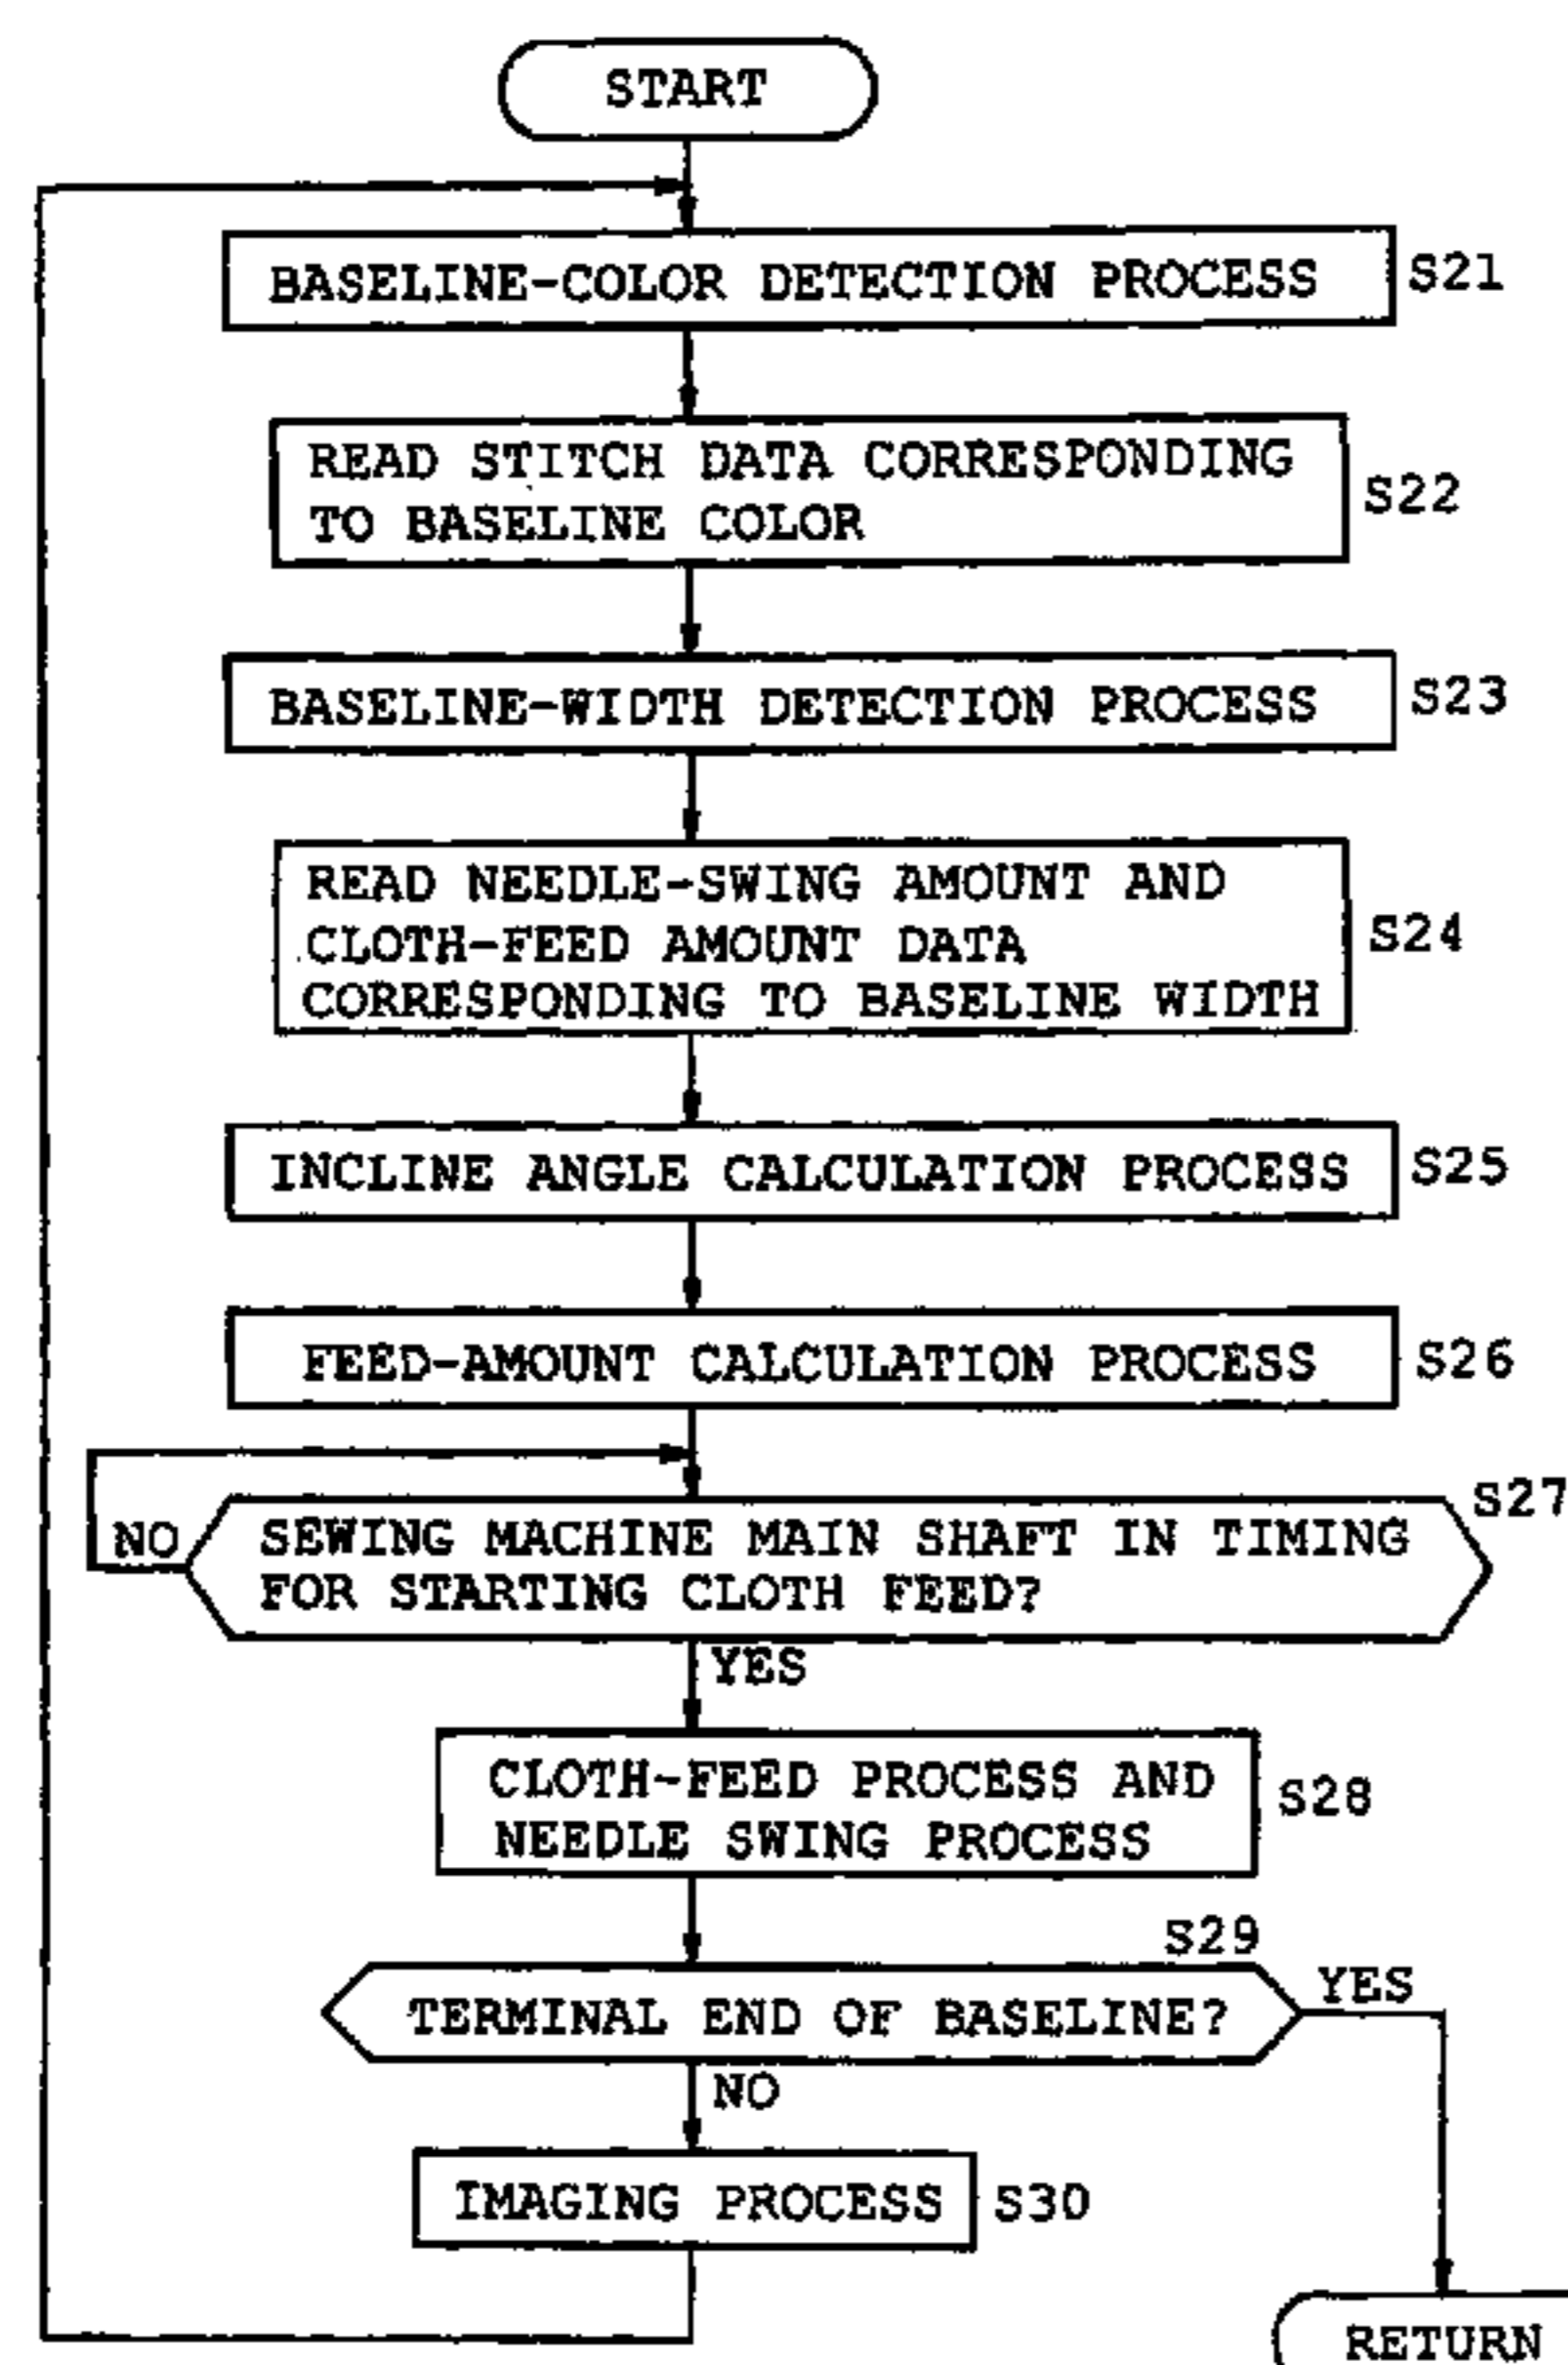 START
BASELINE-COLOR DETECTION PROCESS S21
READ STITCH DATA CORRESPONDING
TO BASELINE COLOR
S22
BASELINE-WIDTH DETECTION PROCESS S23
READ NEEDLE-SWING AMOUNT AND
CLOTH-FEED AMOUNT DATA
CORRESPONDING TO BASELINE WIDTH
S24
INCLINE ANGLE CALCULATION PROCESS S25
FEED-AMOUNT CALCULATION PROCESS S26
S27
NO
SEWING MACHINE MAIN SHAFT IN TIMING
FOR STARTING CLOTH FEED?
YES
CLOTH-FEED PROCESS AND
NEEDLE SWING PROCESS
S28
S29
TERMINAL END OF BASELINE?
YES
NO
IMAGING PROCESS S30
RETURN